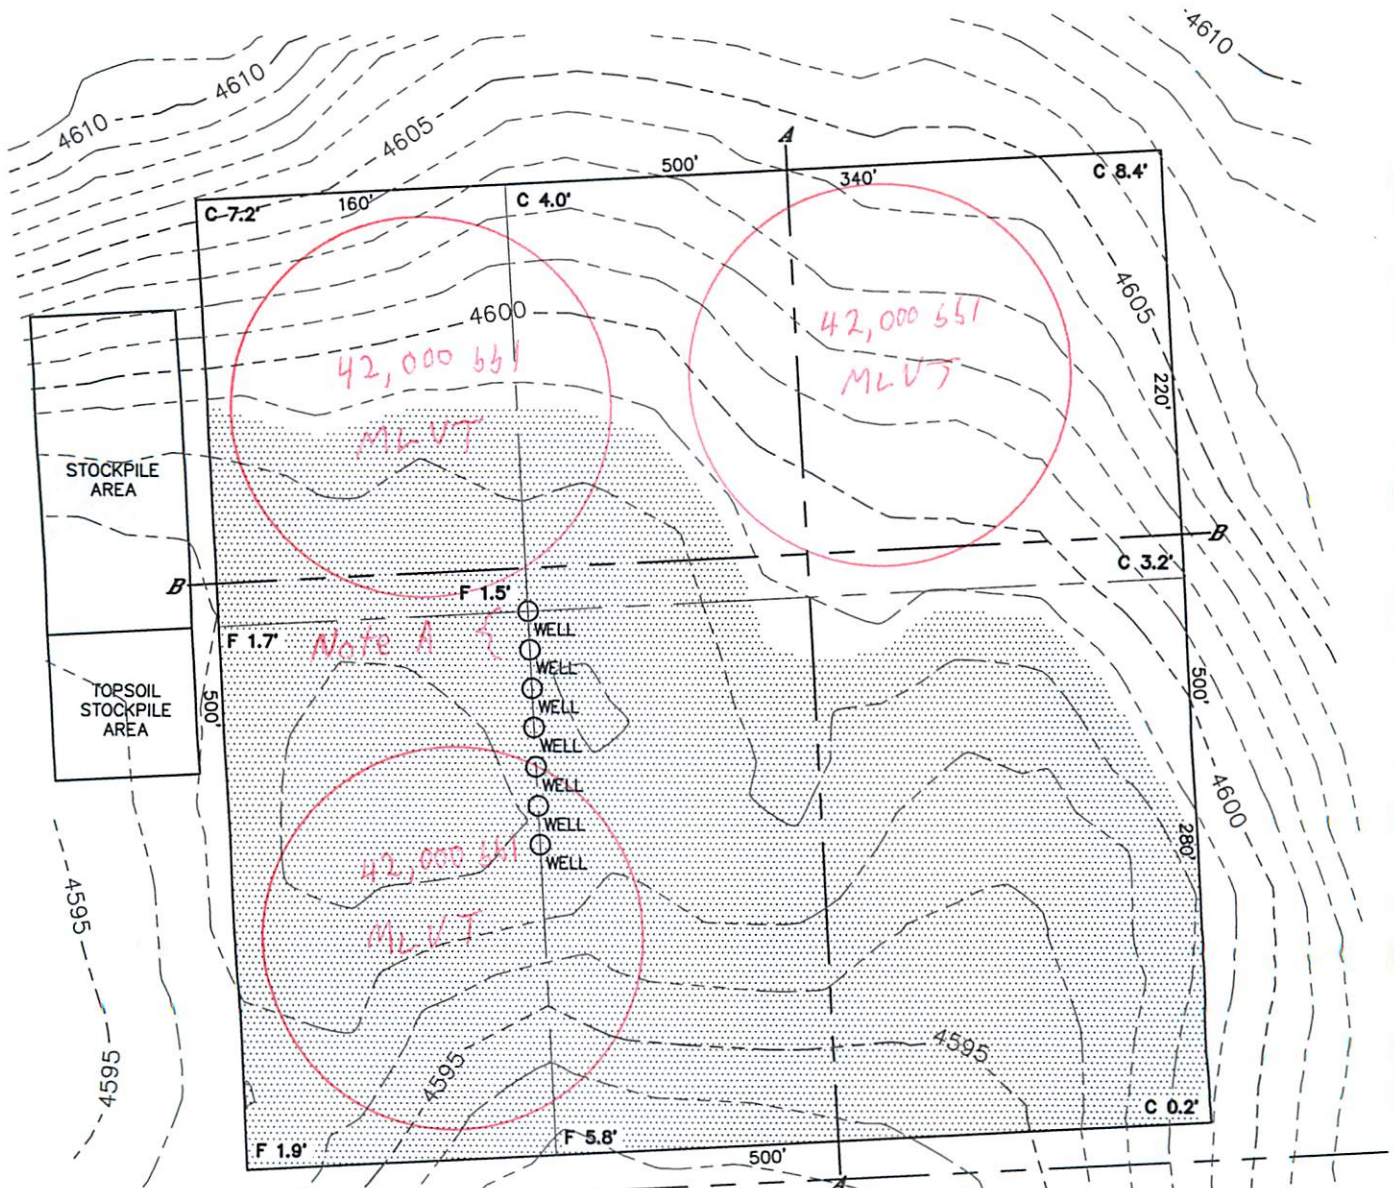 4610
4610
4610
4605
A
500'
340'
C 8.4'
C-7.2'
160'
C 4.0'
4605
4600
42,000 bbl
MLVT
42,000 bbl
MLVT
220'
STOCKPILE
AREA
B
B
C 3.2'
F 1.5'
F 1.7'
Note A {
WELL
WELL
WELL
WELL
WELL
WELL
WELL
TOPSOIL
STOCKPILE
AREA
500'
500'
4600
280'
42,000 bbl
MLVT
4595
4595
4595
4595
C 0.2'
F 1.9'
F 5.8'
500'
A